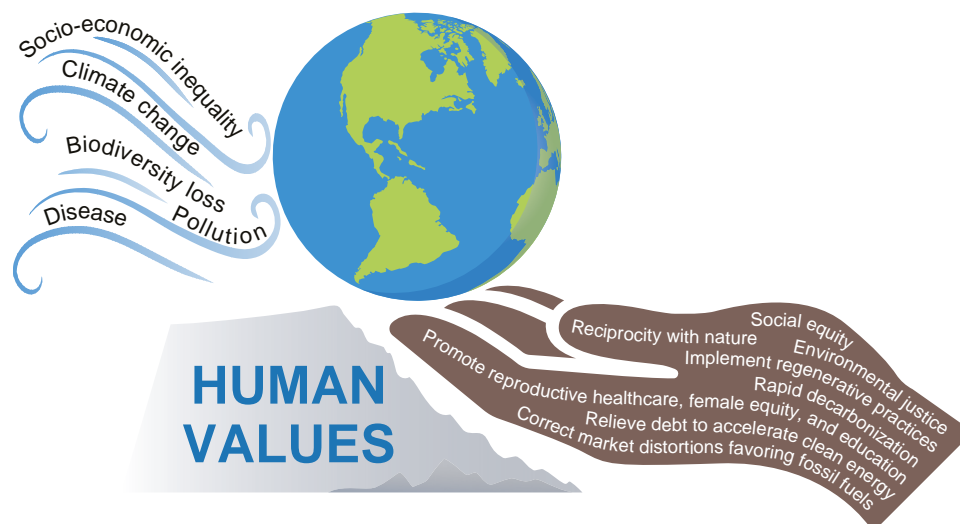 Socio-economic inequality
Climate change
Biodiversity loss
Pollution
Disease
HUMAN
VALUES
Social equity
Reciprocity with nature
Environmental justice
Implement regenerative practices
Rapid decarbonization
Promote reproductive healthcare, female equity, and education
Relieve debt to accelerate clean energy
Correct market distortions favoring fossil fuels